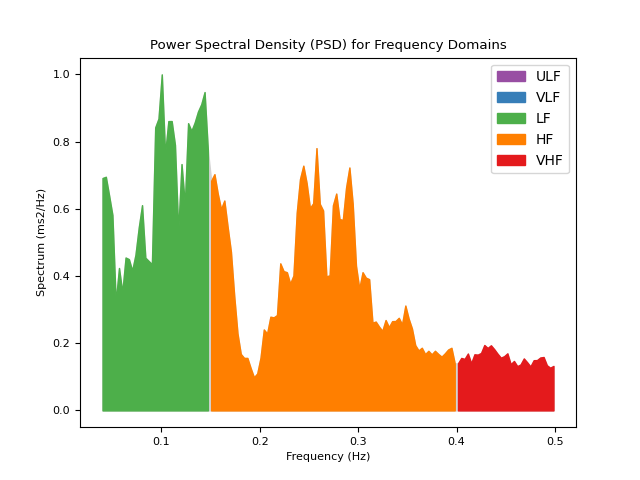 Power Spectral Density (PSD) for Frequency Domains
ULF
VLF
LF
HF
VHF
Spectrum (ms2/Hz)
1.0
0.8
0.6
0.4
0.2
0.0
0.1 0.2 0.3 0.4 0.5
Frequency (Hz)